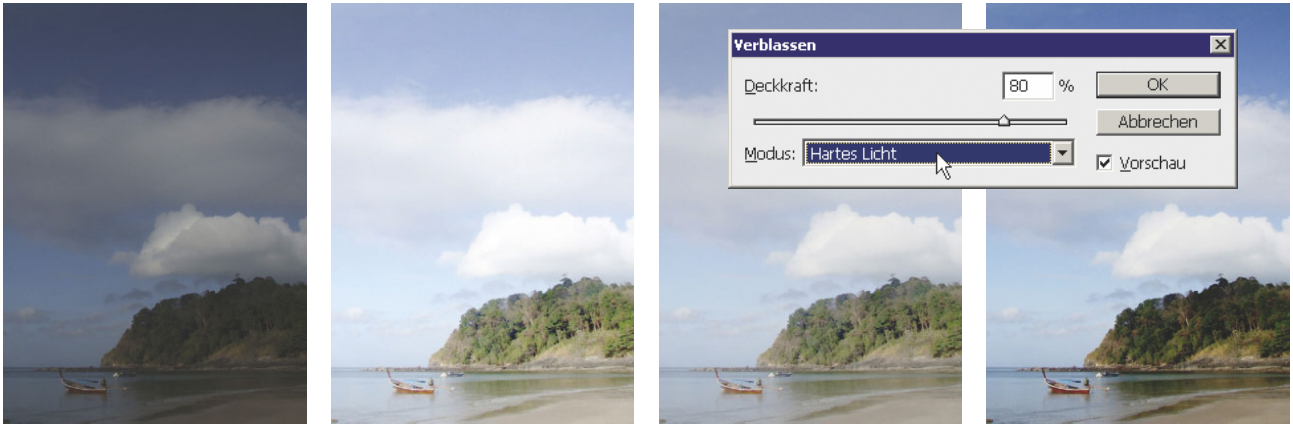 Verblassen
Deckkraft: 80 % OK
Abbrechen
Modus: Hartes Licht
Vorschau